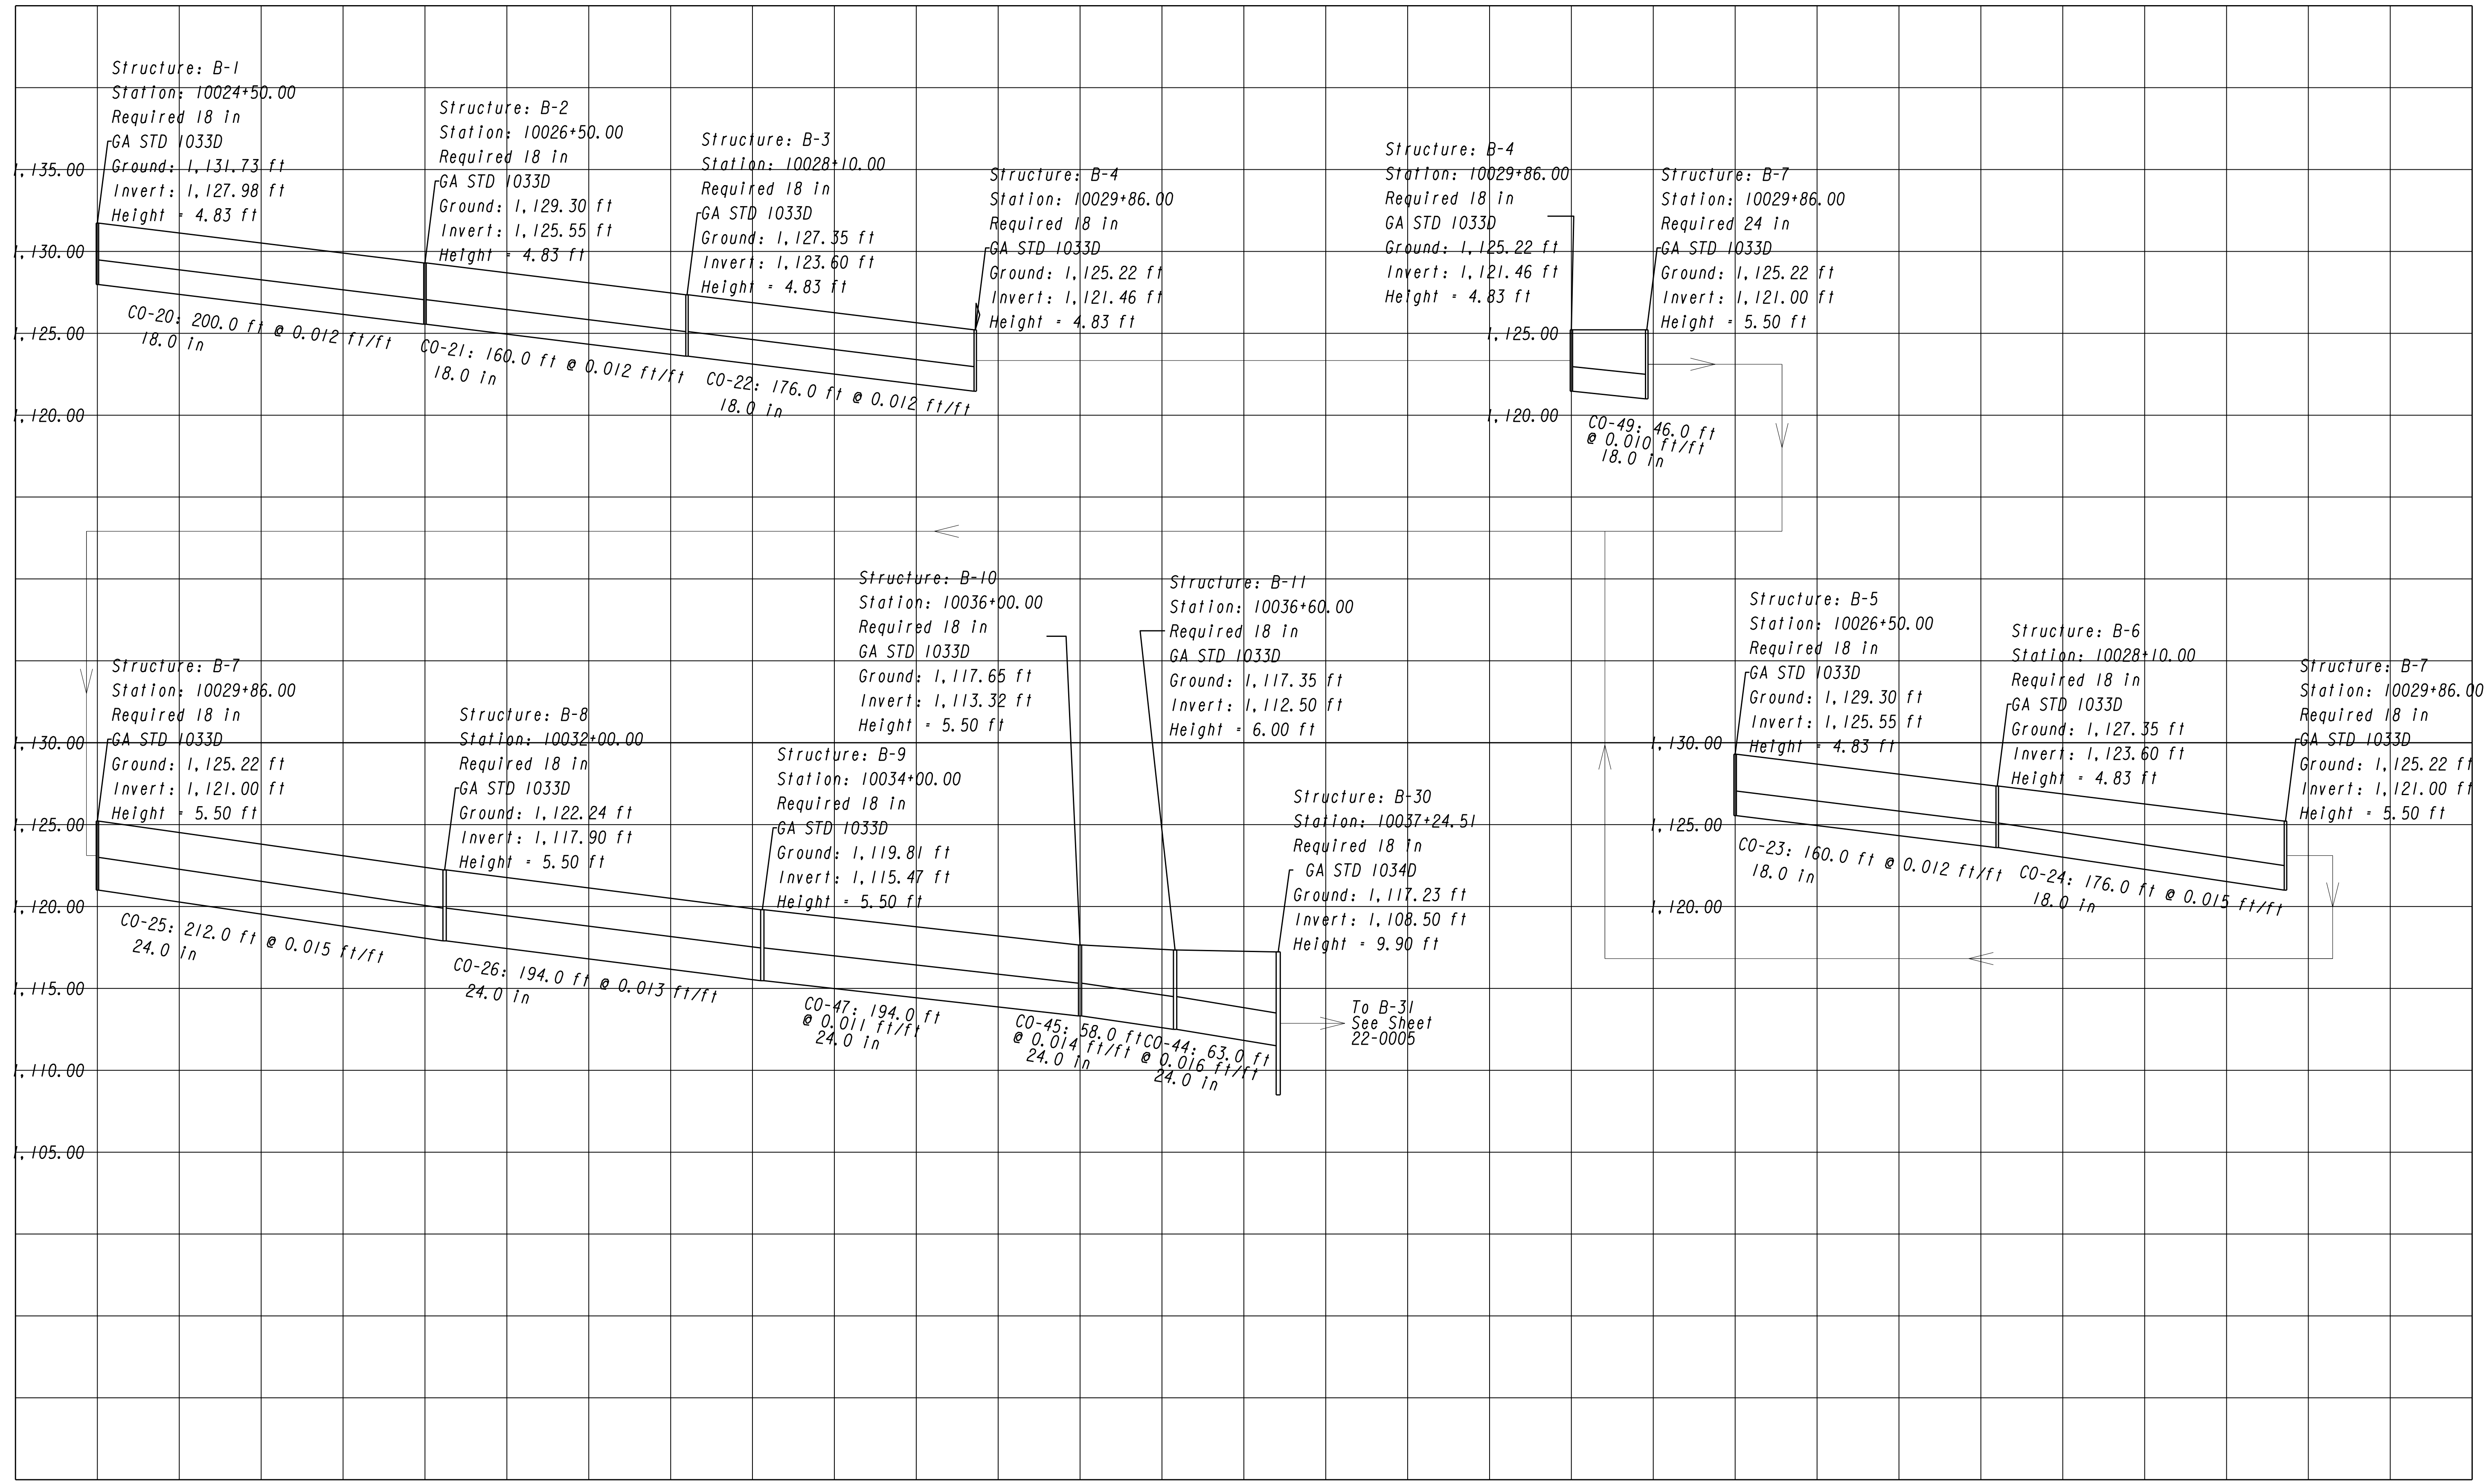 Structure: B-1
Station: 10024+50.00
Required 18 in
GA STD 1033D
Ground: 1,131.73 ft
Invert: 1,127.98 ft
Height = 4.83 ft
Structure: B-2
Station: 10026+50.00
Required 18 in
GA STD 1033D
Ground: 1,129.30 ft
Invert: 1,125.55 ft
Height = 4.83 ft
Structure: B-3
Station: 10028+10.00
Required 18 in
GA STD 1033D
Ground: 1,127.35 ft
Invert: 1,123.60 ft
Height = 4.83 ft
Structure: B-4
Station: 10029+86.00
Required 18 in
GA STD 1033D
Ground: 1,125.22 ft
Invert: 1,121.46 ft
Height = 4.83 ft
1,135.00
1,130.00
1,125.00
1,120.00
CO-20: 200.0 ft @ 0.012 ft/ft
18.0 in
CO-21: 160.0 ft @ 0.012 ft/ft
18.0 in
CO-22: 176.0 ft @ 0.012 ft/ft
18.0 in
Structure: B-4
Station: 10029+86.00
Required 18 in
GA STD 1033D
Ground: 1,125.22 ft
Invert: 1,121.46 ft
Height = 4.83 ft
Structure: B-7
Station: 10029+86.00
Required 24 in
GA STD 1033D
Ground: 1,125.22 ft
Invert: 1,121.00 ft
Height = 5.50 ft
1,125.00
1,120.00
CO-49: 46.0 ft
@ 0.010 ft/ft
18.0 in
Structure: B-7
Station: 10029+86.00
Required 18 in
GA STD 1033D
Ground: 1,125.22 ft
Invert: 1,121.00 ft
Height = 5.50 ft
Structure: B-8
Station: 10032+00.00
Required 18 in
GA STD 1033D
Ground: 1,122.24 ft
Invert: 1,117.90 ft
Height = 5.50 ft
Structure: B-9
Station: 10034+00.00
Required 18 in
GA STD 1033D
Ground: 1,119.81 ft
Invert: 1,115.47 ft
Height = 5.50 ft
Structure: B-10
Station: 10036+00.00
Required 18 in
GA STD 1033D
Ground: 1,117.65 ft
Invert: 1,113.32 ft
Height = 5.50 ft
Structure: B-11
Station: 10036+60.00
Required 18 in
GA STD 1033D
Ground: 1,117.35 ft
Invert: 1,112.50 ft
Height = 6.00 ft
Structure: B-30
Station: 10037+24.51
Required 18 in
GA STD 1034D
Ground: 1,117.23 ft
Invert: 1,108.50 ft
Height = 9.90 ft
1,130.00
1,125.00
1,120.00
1,115.00
1,110.00
1,105.00
CO-25: 212.0 ft @ 0.015 ft/ft
24.0 in
CO-26: 194.0 ft @ 0.013 ft/ft
24.0 in
CO-47: 194.0 ft
@ 0.011 ft/ft
24.0 in
CO-45: 58.0 ft
@ 0.014 ft/ft
24.0 in
CO-44: 63.0 ft
@ 0.016 ft/ft
24.0 in
To B-31
See Sheet
22-0005
Structure: B-5
Station: 10026+50.00
Required 18 in
GA STD 1033D
Ground: 1,129.30 ft
Invert: 1,125.55 ft
Height = 4.83 ft
Structure: B-6
Station: 10028+10.00
Required 18 in
GA STD 1033D
Ground: 1,127.35 ft
Invert: 1,123.60 ft
Height = 4.83 ft
Structure: B-7
Station: 10029+86.00
Required 18 in
GA STD 1033D
Ground: 1,125.22 ft
Invert: 1,121.00 ft
Height = 5.50 ft
1,130.00
1,125.00
1,120.00
CO-23: 160.0 ft @ 0.012 ft/ft
18.0 in
CO-24: 176.0 ft @ 0.015 ft/ft
18.0 in